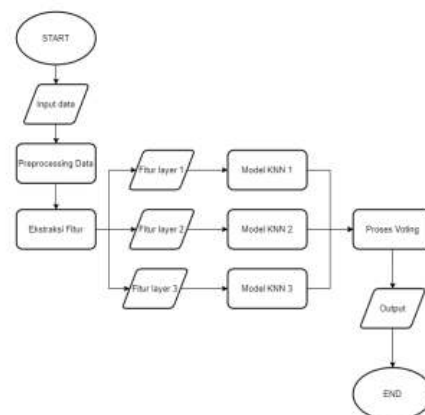 START
Input data
Preprocessing Data
Ekstraksi Fitur
Fitur layer 1
Model KNN 1
Fitur layer 2
Model KNN 2
Fitur layer 3
Model KNN 3
Proses Voting
Output
END